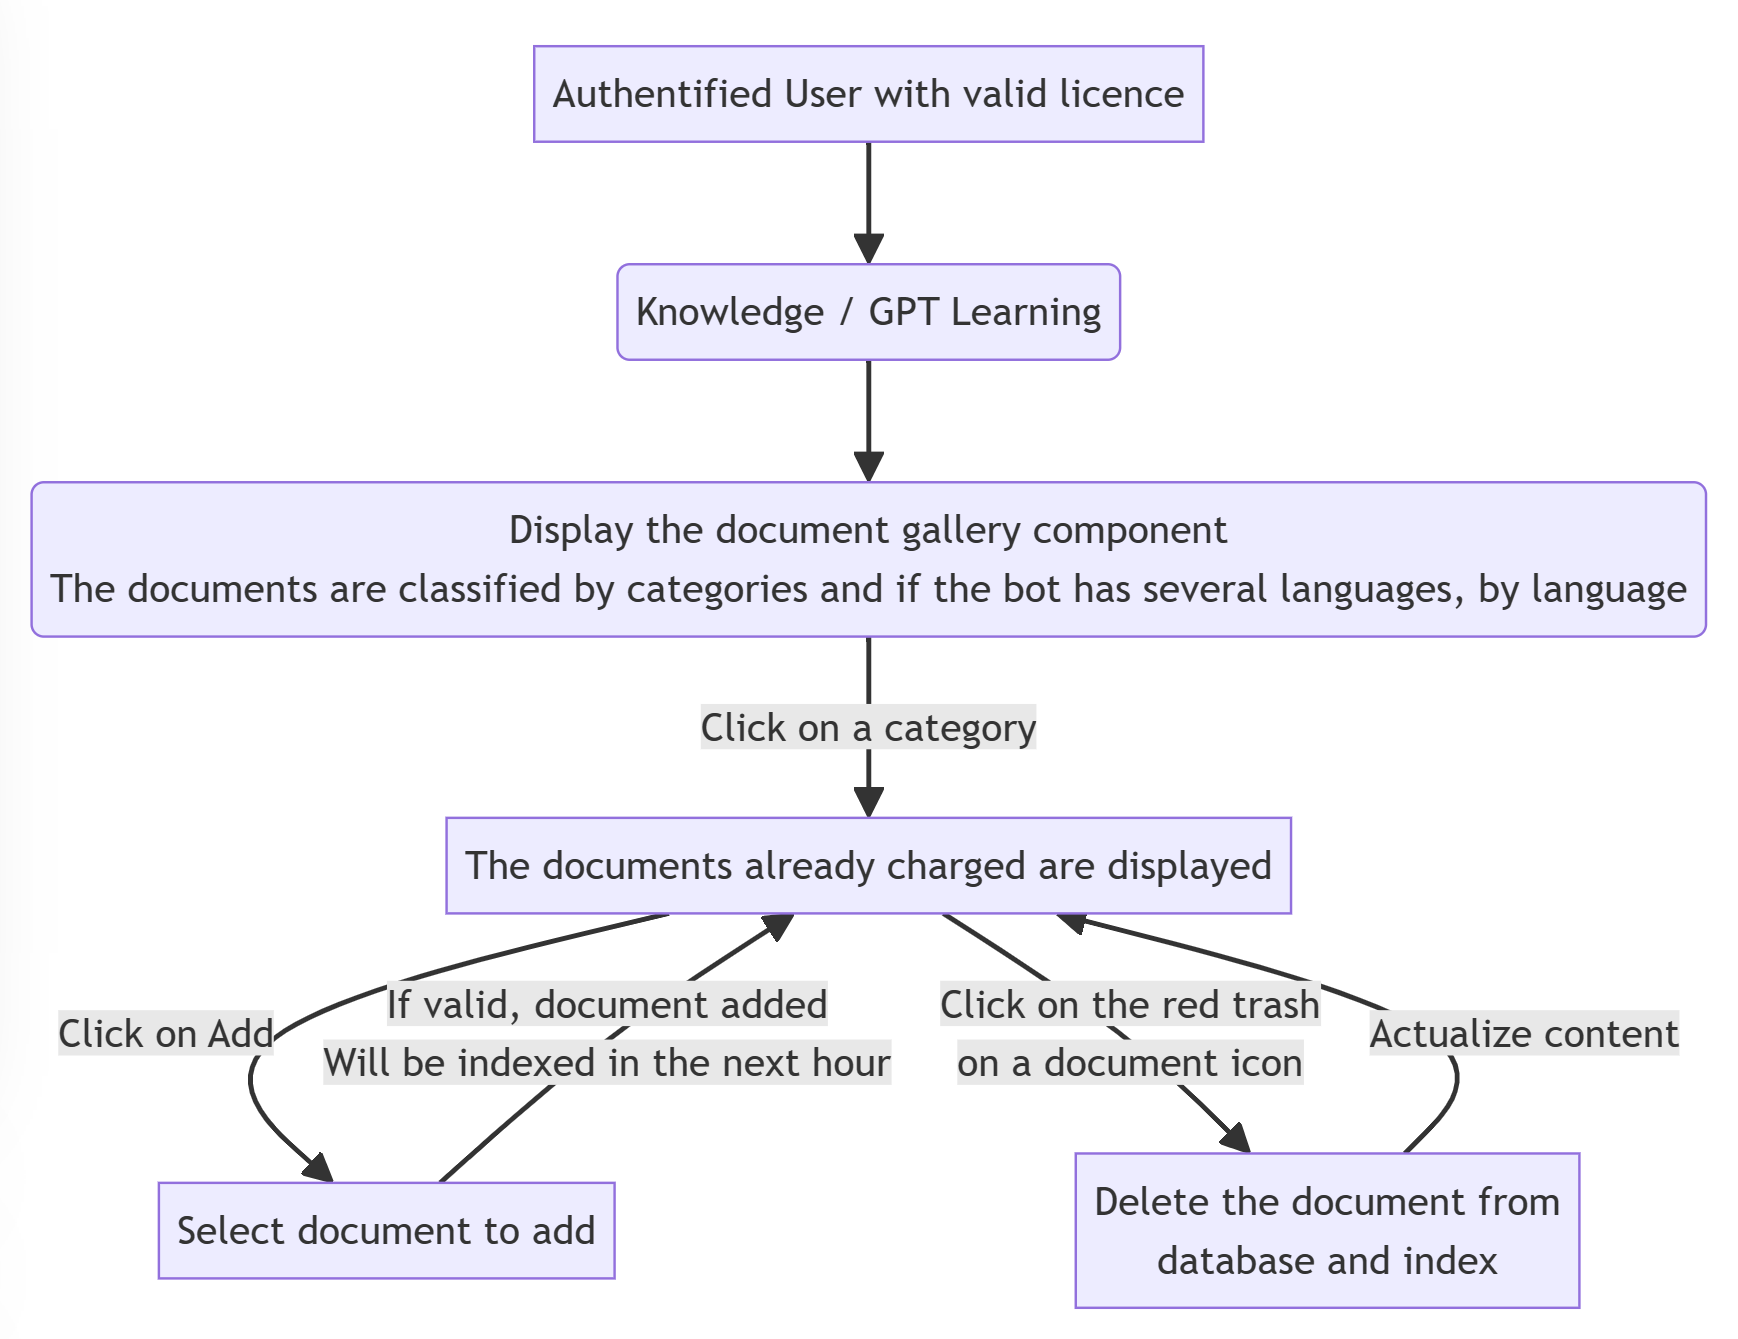 Authentified User with valid licence
Knowledge / GPT Learning
Display the document gallery component
The documents are classified by categories and if the bot has several languages, by language
Click on a category
The documents already charged are displayed
Click on Add
If valid, document added
Will be indexed in the next hour
Click on the red trash
on a document icon
Actualize content
Select document to add
Delete the document from
database and index